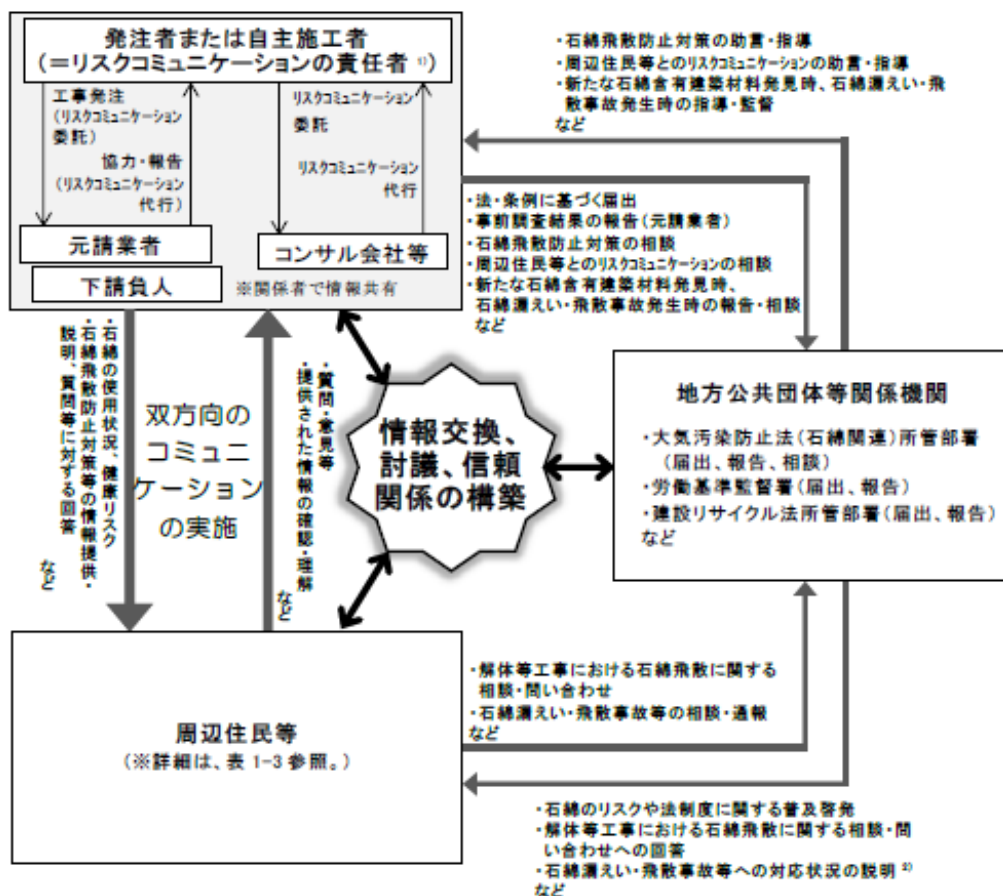 発注者または自主施工者
(=リスクコミュニケーションの責任者 1))
工事発注
(リスクコミュニケーション
委託)
協力・報告
(リスクコミュニケーション
代行)
リスクコミュニケーション
委託
リスクコミュニケーション
代行
元請業者
下請負人
コンサル会社等
※関係者で情報共有
・石綿飛散防止対策の助言・指導
・周辺住民等とのリスクコミュニケーションの助言・指導
・新たな石綿含有建築材料発見時、石綿漏えい・飛
散事故発生時の指導・監督
など
・法・条例に基づく届出
・事前調査結果の報告(元請業者)
・石綿飛散防止対策の相談
・周辺住民等とのリスクコミュニケーションの相談
・新たな石綿含有建築材料発見時、
石綿漏えい・飛散事故発生時の報告・相談
など
・石綿の使用状況、健康リスク
・石綿飛散防止対策等の情報提供・
説明、質問等に対する回答
など
双方向の
コミュニ
ケーション
の実施
・質問・意見等
・提供された情報の確認・理解
など
情報交換、
討議、信頼
関係の構築
地方公共団体等関係機関
・大気汚染防止法(石綿関連)所管部署
(届出、報告、相談)
・労働基準監督署(届出、報告)
・建設リサイクル法所管部署(届出、報告)
など
周辺住民等
(※詳細は、表 1-3 参照。)
・解体等工事における石綿飛散に関する
相談・問い合わせ
・石綿漏えい・飛散事故等の相談・通報
など
・石綿のリスクや法制度に関する普及啓発
・解体等工事における石綿飛散に関する相談・問
い合わせへの回答
・石綿漏えい・飛散事故等への対応状況の説明 2)
など